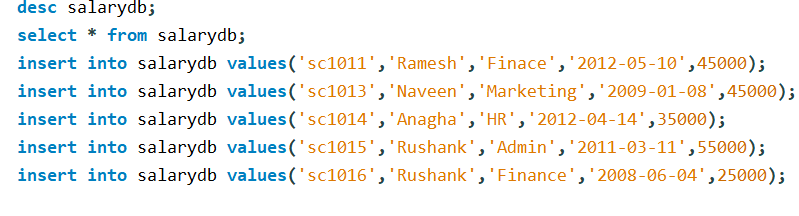 desc salarydb;
select * from salarydb;
insert into salarydb values('sc1011','Ramesh','Finace','2012-05-10',45000);
insert into salarydb values('sc1013','Naveen','Marketing','2009-01-08',45000);
insert into salarydb values('sc1014','Anagha','HR','2012-04-14',35000);
insert into salarydb values('sc1015','Rushank','Admin','2011-03-11',55000);
insert into salarydb values('sc1016','Rushank','Finance','2008-06-04',25000);